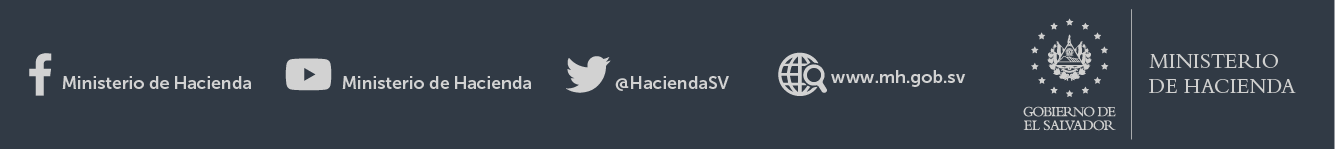 Ministerio de Hacienda
Ministerio de Hacienda
@HaciendaSV
www.mh.gob.sv
GOBIERNO DE
EL SALVADOR
MINISTERIO
DE HACIENDA